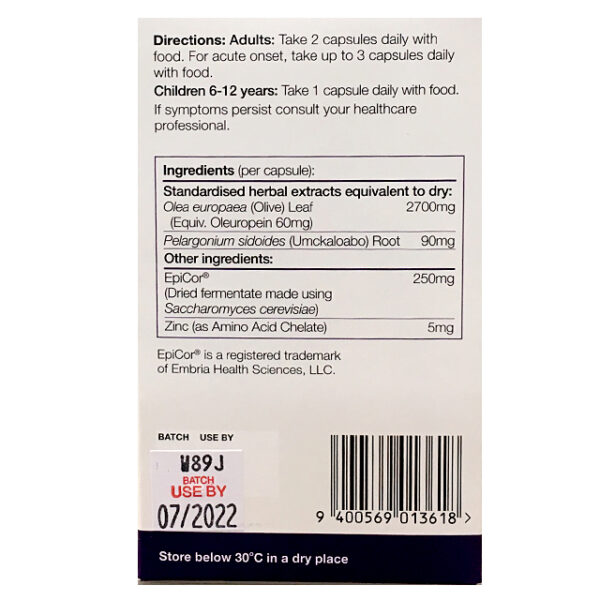 Directions: Adults: Take 2 capsules daily with
food. For acute onset, take up to 3 capsules daily
with food.
Children 6-12 years: Take 1 capsule daily with food.
If symptoms persist consult your healthcare
professional.
Ingredients (per capsule):
Standardised herbal extracts equivalent to dry:
Olea europaea (Olive) Leaf 2700mg
(Equiv. Oleuropein 60mg)
Pelargonium sidoides (Umckaloabo) Root 90mg
Other ingredients:
EpiCor® 250mg
(Dried fermentate made using
Saccharomyces cerevisiae)
Zinc (as Amino Acid Chelate) 5mg
EpiCor® is a registered trademark
of Embria Health Sciences, LLC.
BATCH USE BY
W89J
BATCH
USE BY
07/2022
9 400569 013618 >
Store below 30°C in a dry place